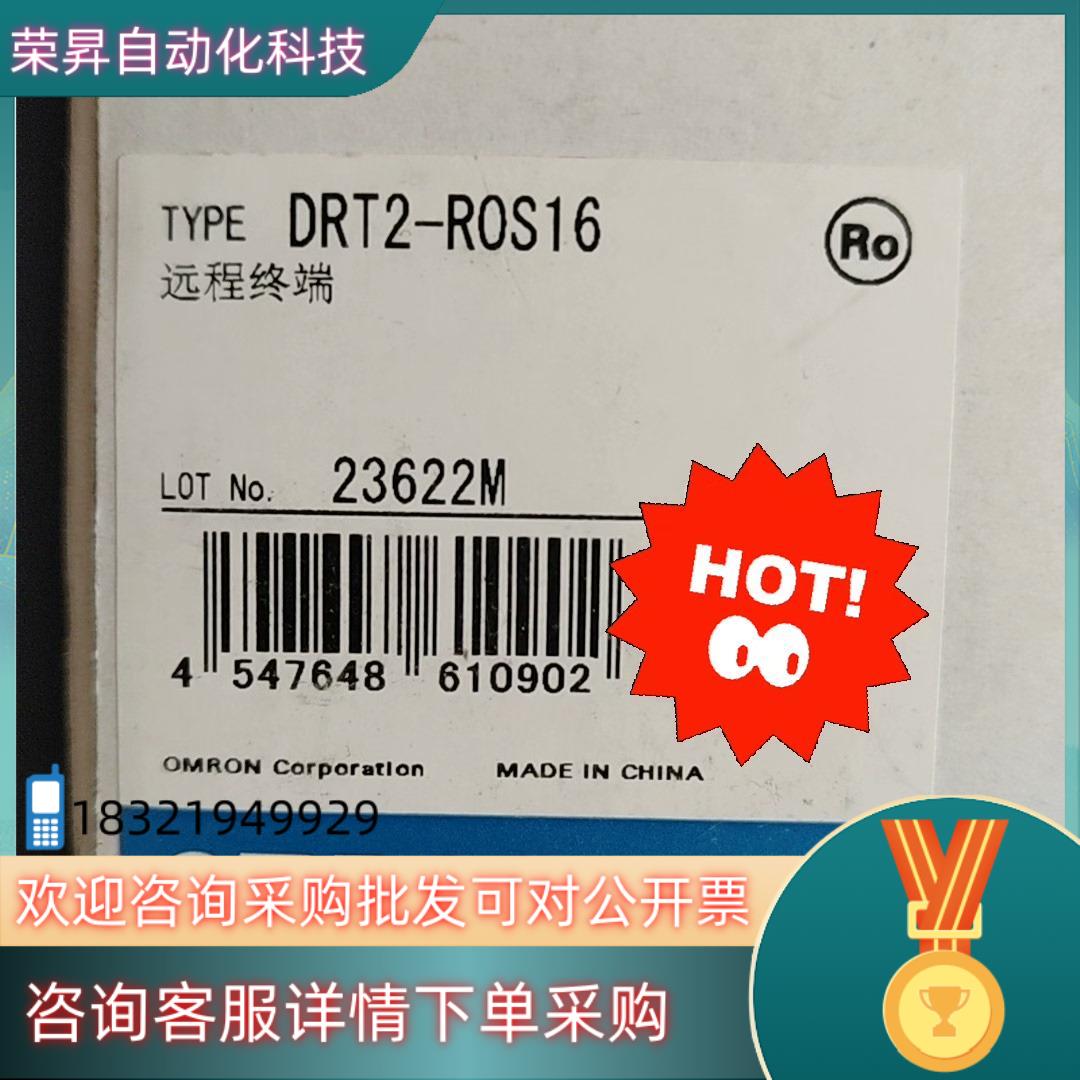 荣昇自动化科技
TYPE DRT2-ROS16
Ro
远程终端
LOT No. 23622M
HOT!
4 547648 610902
OMRON Corporation MADE IN CHINA
18321949929
欢迎咨询采购批发可对公开票
咨询客服详情下单采购